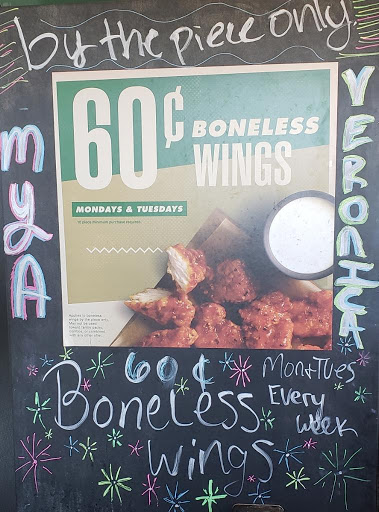 by the piece only.
MYA
VERONICA
60¢ BONELESS
WINGS
MONDAYS & TUESDAYS
60¢ Mon & Tues
Boneless Every
Week
Wings